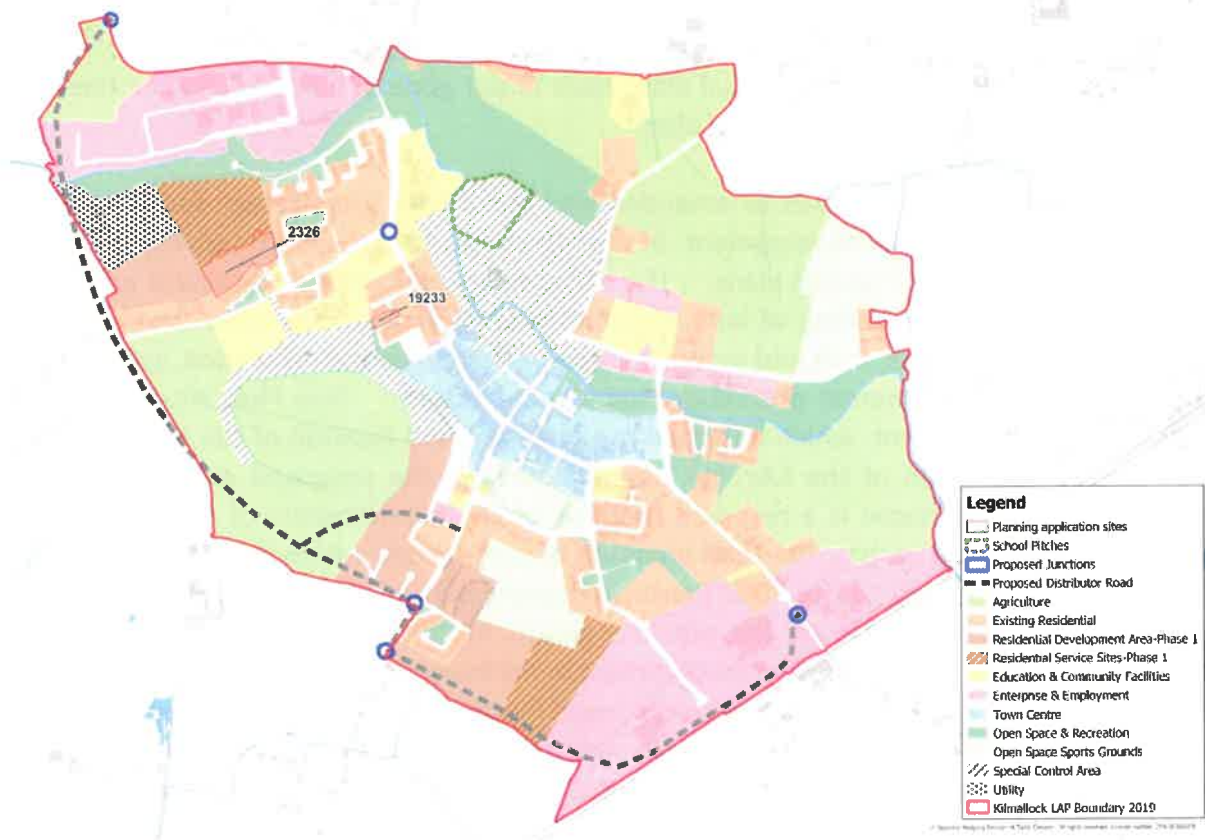 2326
19233
Legend
Planning application sites
School Pitches
Proposed Junctions
Proposed Distributor Road
Agriculture
Existing Residential
Residential Development Area-Phase 1
Residential Service Sites-Phase 1
Education & Community Facilities
Enterprise & Employment
Town Centre
Open Space & Recreation
Open Space Sports Grounds
Special Control Area
Utility
Kilmallock LAP Boundary 2019